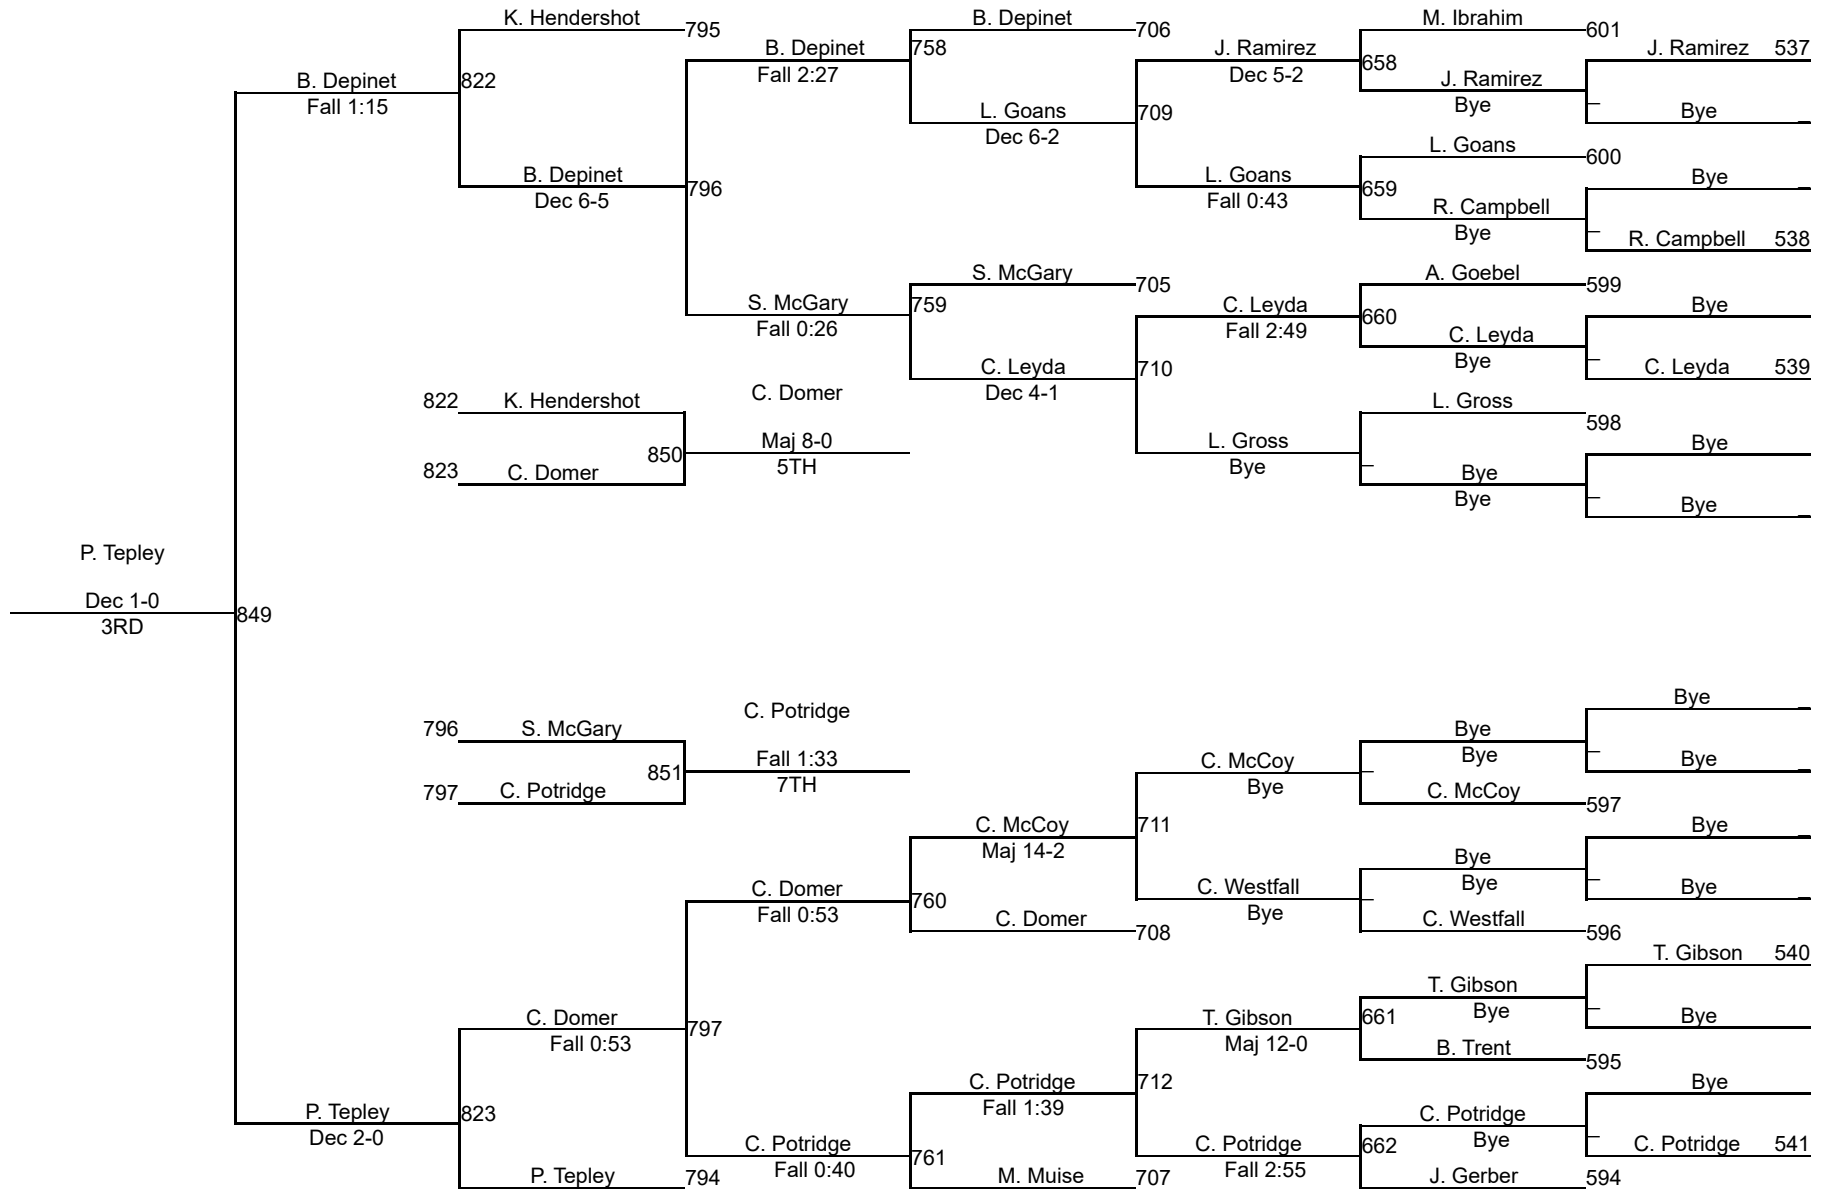 K. Hendershot 795 B. Depinet 706 M. Ibrahim 601
B. Depinet 758 J. Ramirez J. Ramirez 537
Fall 2:27 Dec 5-2 658
B. Depinet 822 J. Ramirez
Fall 1:15 L. Goans 709 Bye Bye
Dec 6-2 L. Goans 600
B. Depinet L. Goans Bye
Dec 6-5 796 Fall 0:43 659
R. Campbell
Bye R. Campbell 538
S. McGary 705 A. Goebel 599
S. McGary 759 C. Leyda Bye
Fall 0:26 Fall 2:49 660
C. Leyda
C. Leyda 710 Bye C. Leyda 539
C. Domer Dec 4-1
822 K. Hendershot L. Gross 598
Maj 8-0 L. Gross Bye
850 5TH Bye
823 C. Domer Bye
Bye Bye
P. Tepley
Dec 1-0
3RD 849
Bye
C. Potridge
796 S. McGary Bye
Fall 1:33 C. McCoy Bye Bye
851 7TH Bye
797 C. Potridge C. McCoy 597
C. McCoy 711 Bye
Maj 14-2 Bye
C. Domer C. Westfall Bye Bye
Fall 0:53 760 Bye
C. Domer 708 C. Westfall 596
T. Gibson 540
T. Gibson
C. Domer 797 T. Gibson 661 Bye Bye
Fall 0:53 Maj 12-0 B. Trent 595
C. Potridge 712 Bye
Fall 1:39
P. Tepley 823 C. Potridge
Dec 2-0 C. Potridge 761 C. Potridge 662 Bye C. Potridge 541
Fall 0:40 Fall 2:55
P. Tepley 794 M. Muise 707 J. Gerber 594